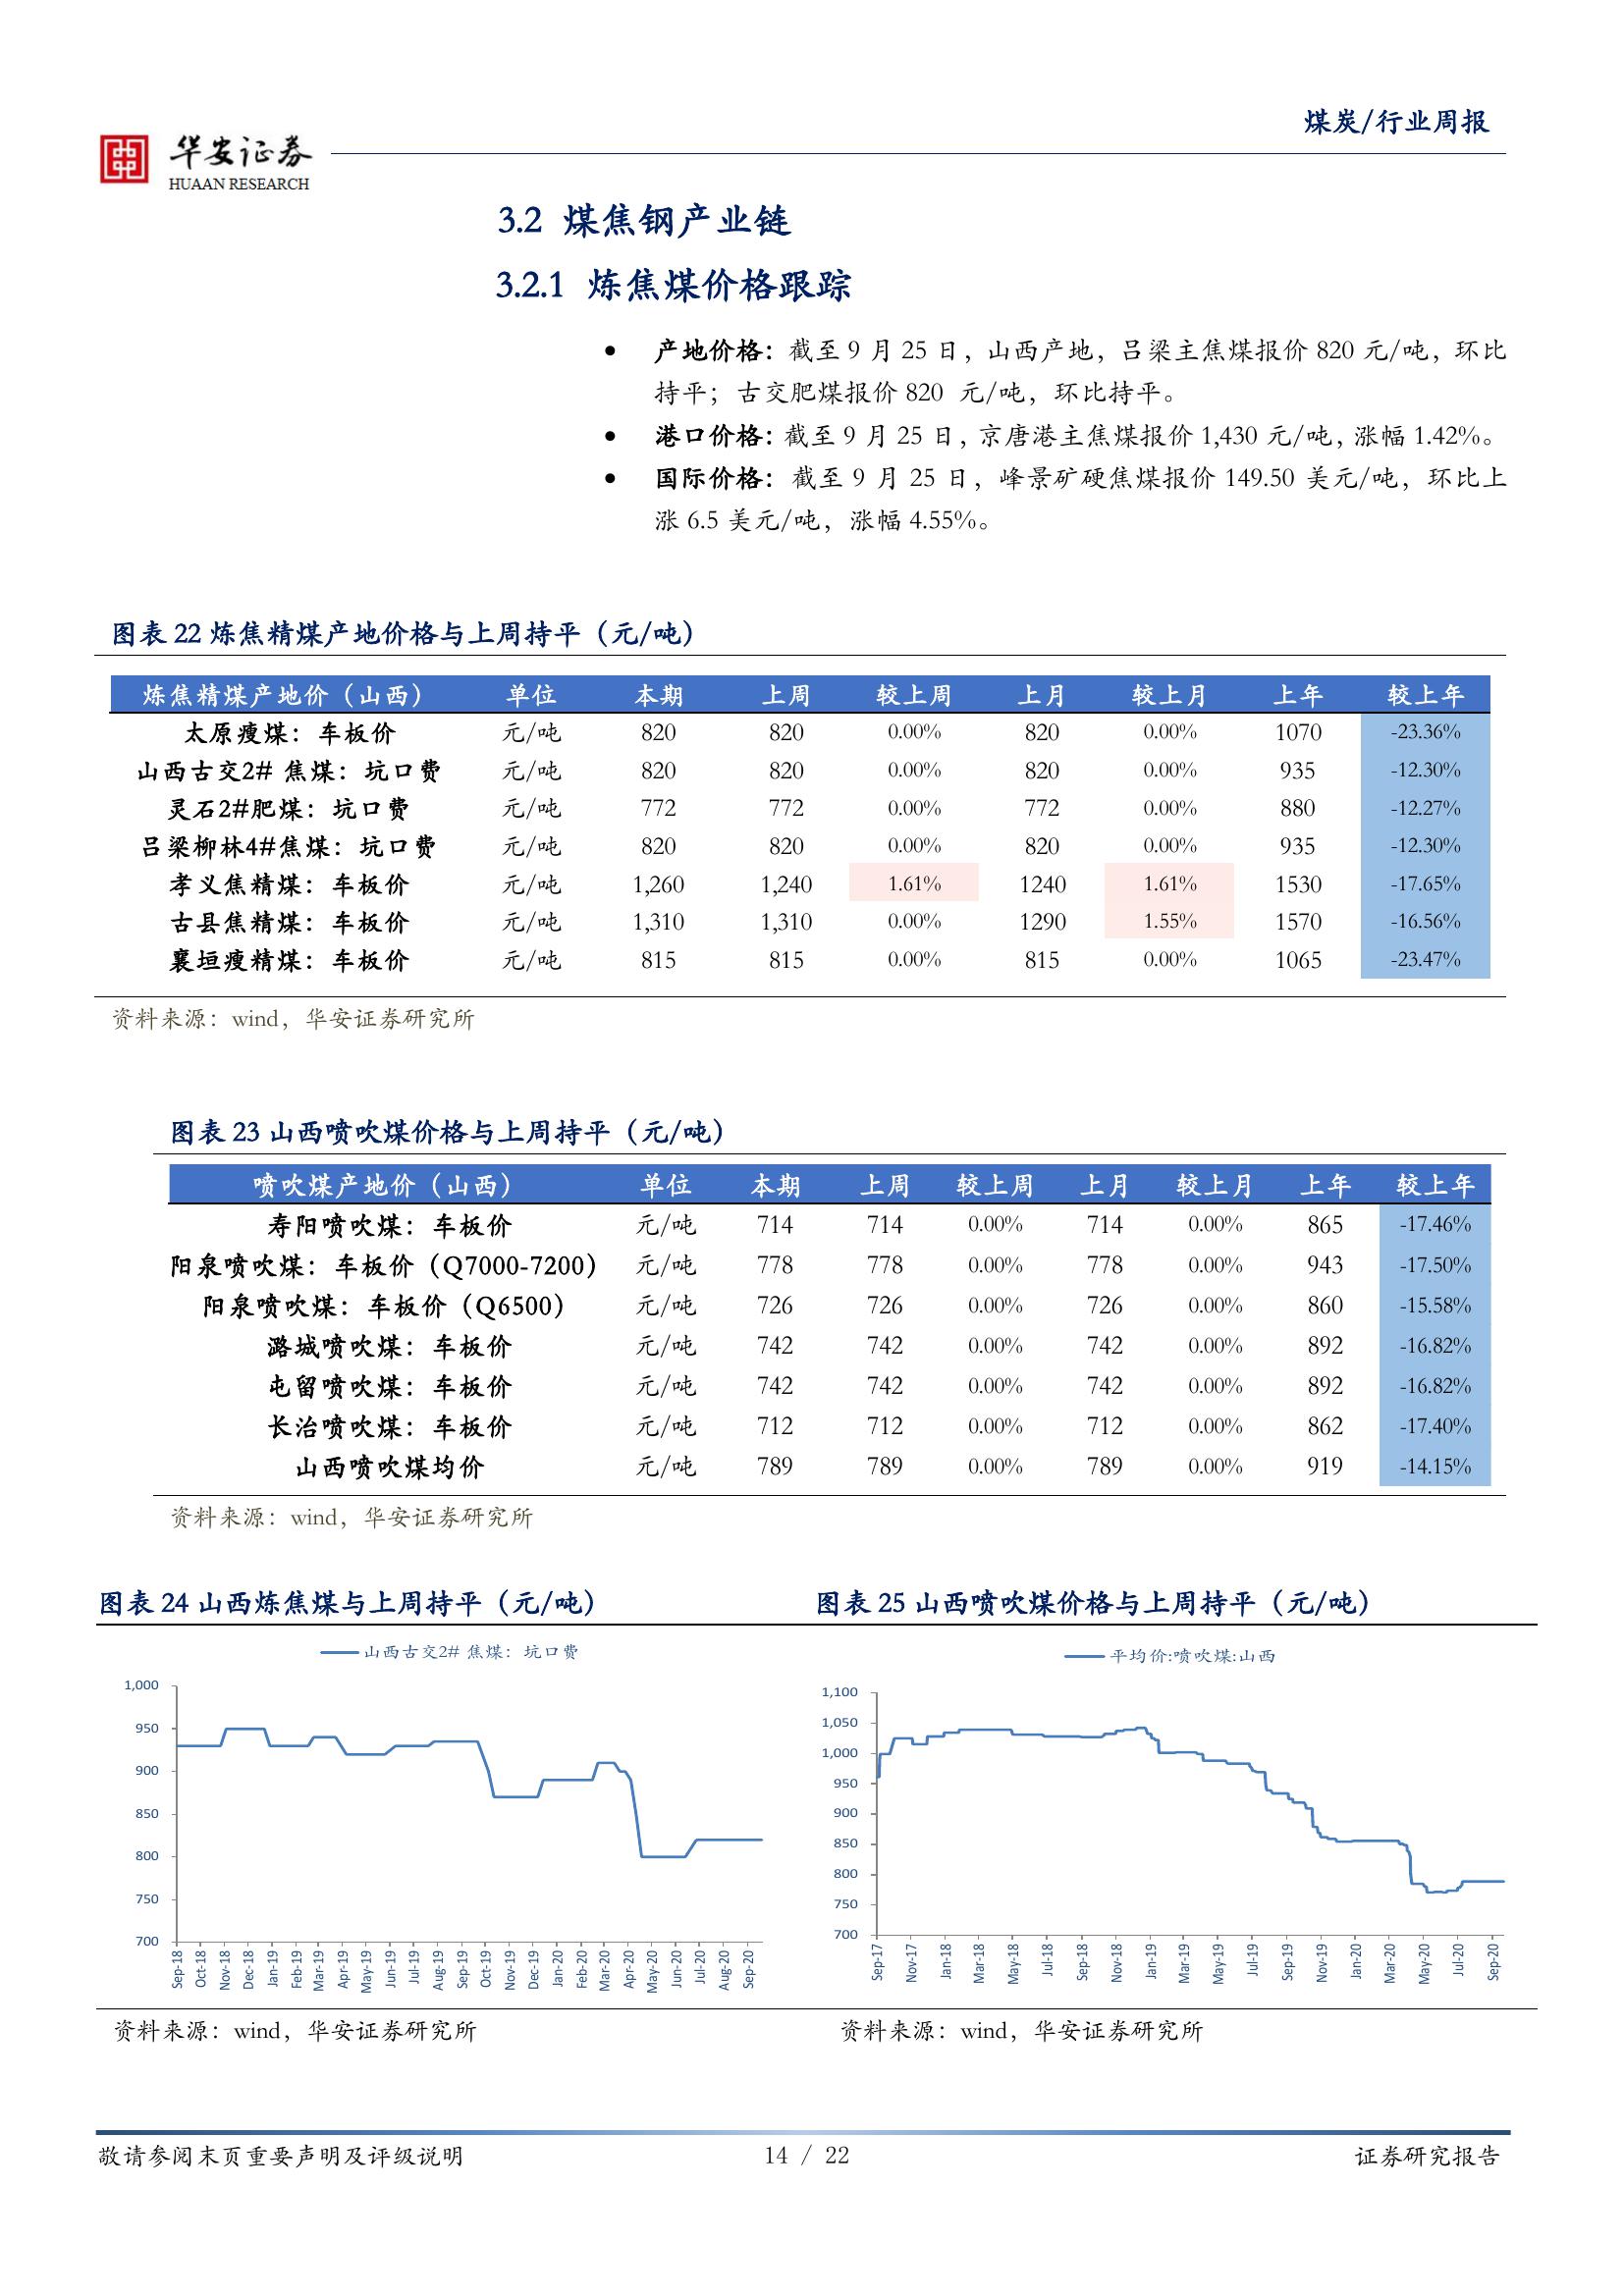 煤炭/行业周报
华安证券
HUAAN RESEARCH
3.2 煤焦钢产业链
3.2.1 炼焦煤价格跟踪
• 产地价格：截至 9 月 25 日，山西产地，吕梁主焦煤报价 820 元/吨，环比
持平；古交肥煤报价 820 元/吨，环比持平。
• 港口价格：截至 9 月 25 日，京唐港主焦煤报价 1,430 元/吨，涨幅 1.42%。
• 国际价格：截至 9 月 25 日，峰景矿硬焦煤报价 149.50 美元/吨，环比上
涨 6.5 美元/吨，涨幅 4.55%。
图表 22 炼焦精煤产地价格与上周持平（元/吨）
炼焦精煤产地价（山西） 单位 本期 上周 较上周 上月 较上月 上年 较上年
太原瘦煤：车板价 元/吨 820 820 0.00% 820 0.00% 1070 -23.36%
山西古交2# 焦煤：坑口费 元/吨 820 820 0.00% 820 0.00% 935 -12.30%
灵石2#肥煤：坑口费 元/吨 772 772 0.00% 772 0.00% 880 -12.27%
吕梁柳林4#焦煤：坑口费 元/吨 820 820 0.00% 820 0.00% 935 -12.30%
孝义焦精煤：车板价 元/吨 1,260 1,240 1.61% 1240 1.61% 1530 -17.65%
古县焦精煤：车板价 元/吨 1,310 1,310 0.00% 1290 1.55% 1570 -16.56%
襄垣瘦精煤：车板价 元/吨 815 815 0.00% 815 0.00% 1065 -23.47%
资料来源：wind，华安证券研究所
图表 23 山西喷吹煤价格与上周持平（元/吨）
喷吹煤产地价（山西） 单位 本期 上周 较上周 上月 较上月 上年 较上年
寿阳喷吹煤：车板价 元/吨 714 714 0.00% 714 0.00% 865 -17.46%
阳泉喷吹煤：车板价（Q7000-7200） 元/吨 778 778 0.00% 778 0.00% 943 -17.50%
阳泉喷吹煤：车板价（Q6500） 元/吨 726 726 0.00% 726 0.00% 860 -15.58%
潞城喷吹煤：车板价 元/吨 742 742 0.00% 742 0.00% 892 -16.82%
屯留喷吹煤：车板价 元/吨 742 742 0.00% 742 0.00% 892 -16.82%
长治喷吹煤：车板价 元/吨 712 712 0.00% 712 0.00% 862 -17.40%
山西喷吹煤均价 元/吨 789 789 0.00% 789 0.00% 919 -14.15%
资料来源：wind，华安证券研究所
图表 24 山西炼焦煤与上周持平（元/吨）
山西古交2# 焦煤：坑口费
1,000
950
900
850
800
750
700
Sep-18 Oct-18 Nov-18 Dec-18 Jan-19 Feb-19 Mar-19 Apr-19 May-19 Jun-19 Jul-19 Aug-19 Sep-19 Oct-19 Nov-19 Dec-19 Jan-20 Feb-20 Mar-20 Apr-20 May-20 Jun-20 Jul-20 Aug-20 Sep-20
资料来源：wind，华安证券研究所
图表 25 山西喷吹煤价格与上周持平（元/吨）
平均价:喷吹煤:山西
1,100
1,050
1,000
950
900
850
800
750
700
Sep-17 Nov-17 Jan-18 Mar-18 May-18 Jul-18 Sep-18 Nov-18 Jan-19 Mar-19 May-19 Jul-19 Sep-19 Nov-19 Jan-20 Mar-20 May-20 Jul-20 Sep-20
资料来源：wind，华安证券研究所
敬请参阅末页重要声明及评级说明 14 / 22 证券研究报告